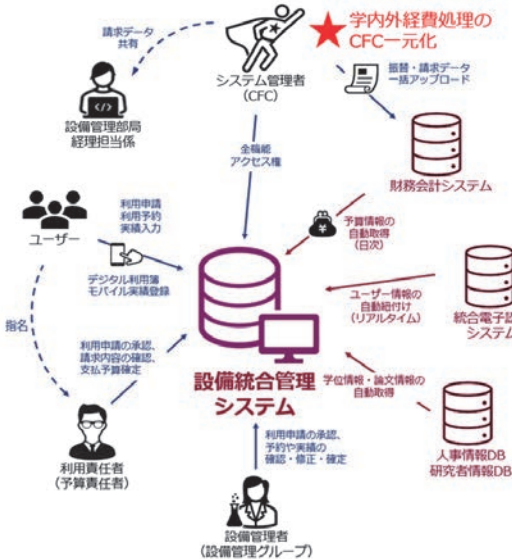 学内外経費処理の
CFC一元化
請求データ
共有
システム管理者
(CFC)
振替・請求データ
一括アップロード
設備管理部局
経理担当係
全機能
アクセス権
財務会計システム
利用申請
利用予約
実績入力
ユーザー
予算情報の
自動取得
(日次)
デジタル利用簿
モバイル実績登録
ユーザー情報の
自動紐付け
(リアルタイム)
統合電子認
システム
指名
利用申請の承認、
請求内容の確認、
支払予算確定
設備統合管理
システム
学位情報・論文情報の
自動取得
利用責任者
(予算責任者)
利用申請の承認、
予約や実績の
確認・修正・確定
人事情報DB
研究者情報DB
設備管理者
(設備管理グループ)